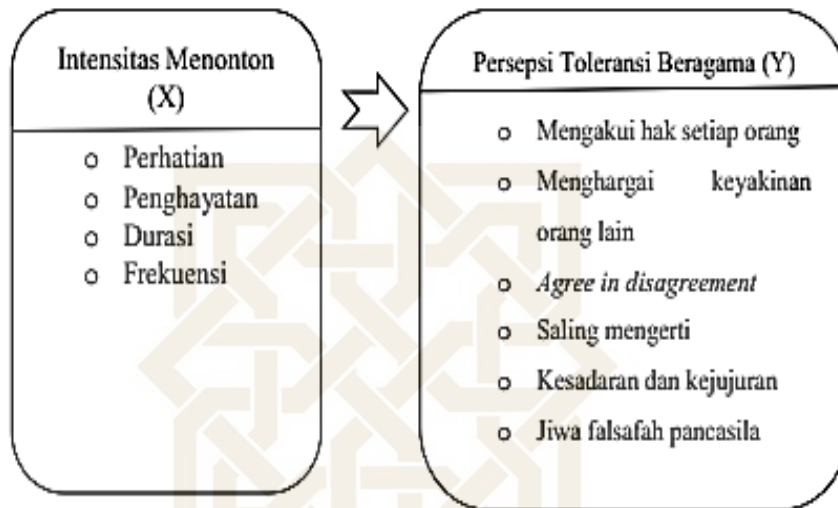 Intensitas Menonton
(X)
o Perhatian
o Penghayatan
o Durasi
o Frekuensi
Persepsi Toleransi Beragama (Y)
o Mengakui hak setiap orang
o Menghargai keyakinan
orang lain
o Agree in disagreement
o Saling mengerti
o Kesadaran dan kejujuran
o Jiwa falsafah pancasila